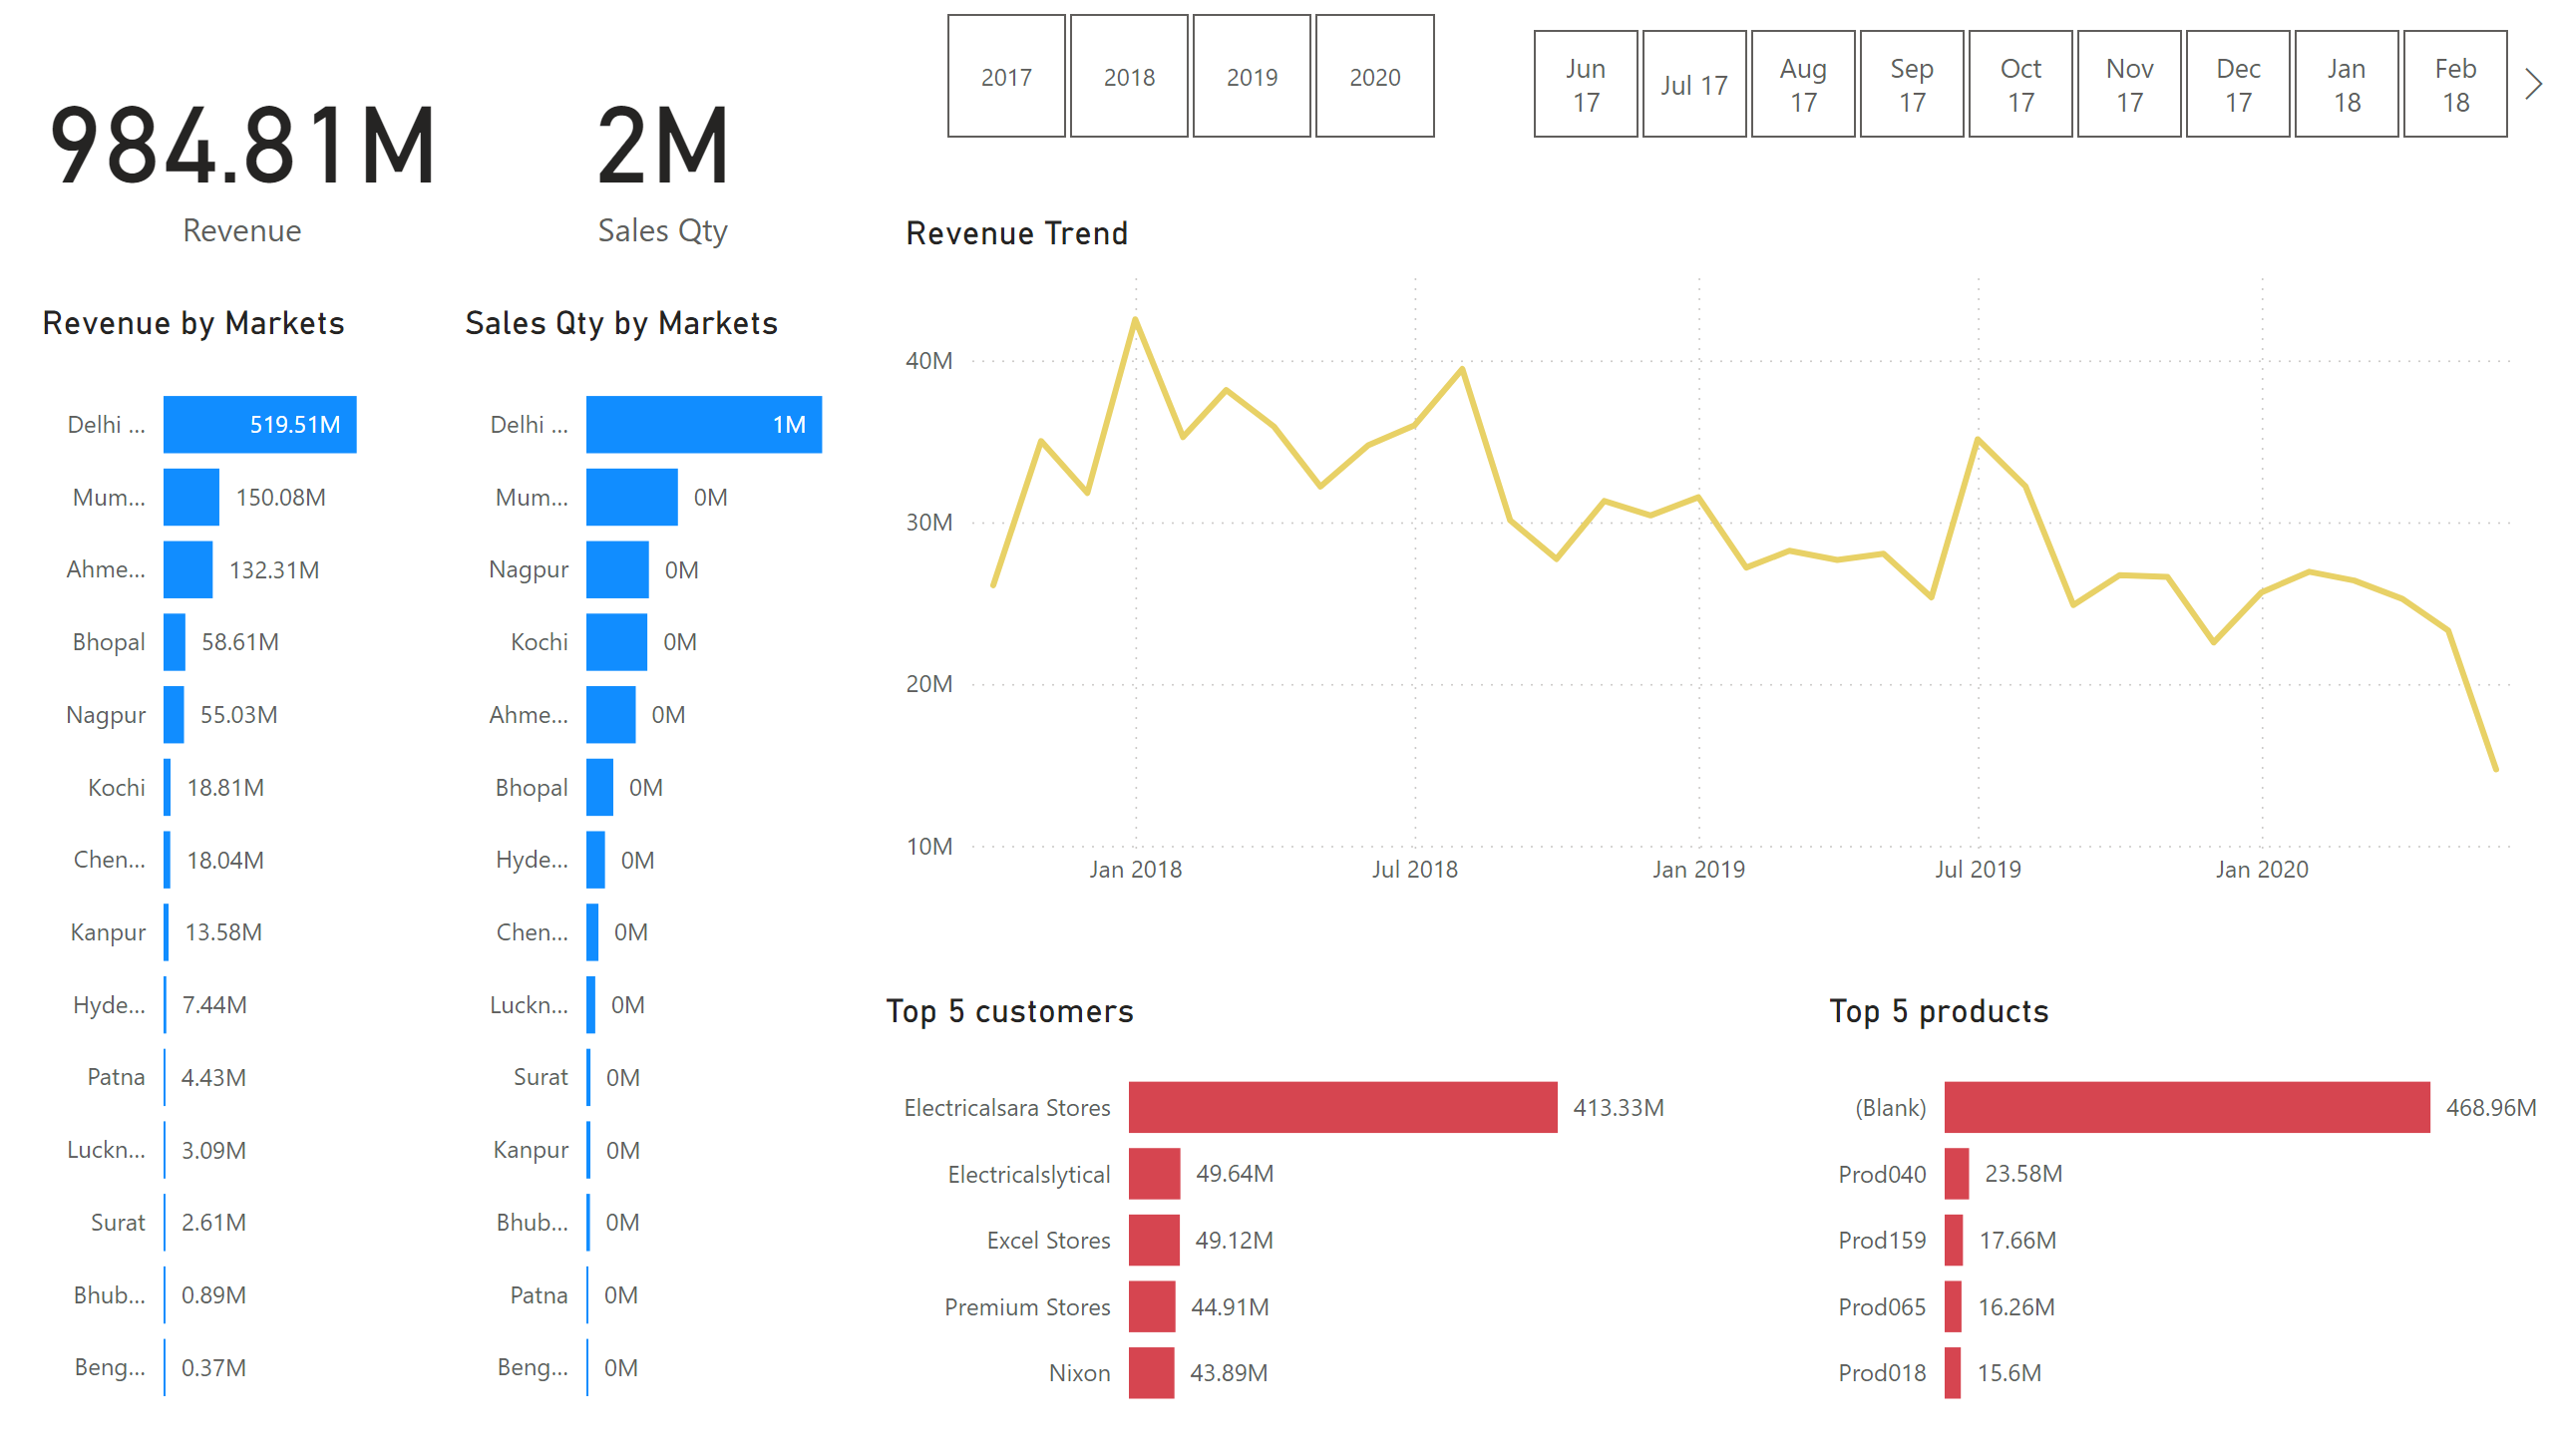 984.81M
Revenue
2M
Sales Qty
2017
2018
2019
2020
Jun
17
Jul 17
Aug
17
Sep
17
Oct
17
Nov
17
Dec
17
Jan
18
Feb
18
Revenue by Markets
Delhi ...
519.51M
Mum...
150.08M
Ahme...
132.31M
Bhopal
58.61M
Nagpur
55.03M
Kochi
18.81M
Chen...
18.04M
Kanpur
13.58M
Hyde...
7.44M
Patna
4.43M
Luckn...
3.09M
Surat
2.61M
Bhub...
0.89M
Beng...
0.37M
Sales Qty by Markets
Delhi ...
1M
Mum...
0M
Nagpur
0M
Kochi
0M
Ahme...
0M
Bhopal
0M
Hyde...
0M
Chen...
0M
Luckn...
0M
Surat
0M
Kanpur
0M
Bhub...
0M
Patna
0M
Beng...
0M
Revenue Trend
40M
30M
20M
10M
Jan 2018
Jul 2018
Jan 2019
Jul 2019
Jan 2020
Top 5 customers
Electricalsara Stores
413.33M
Electricalslytical
49.64M
Excel Stores
49.12M
Premium Stores
44.91M
Nixon
43.89M
Top 5 products
(Blank)
468.96M
Prod040
23.58M
Prod159
17.66M
Prod065
16.26M
Prod018
15.6M